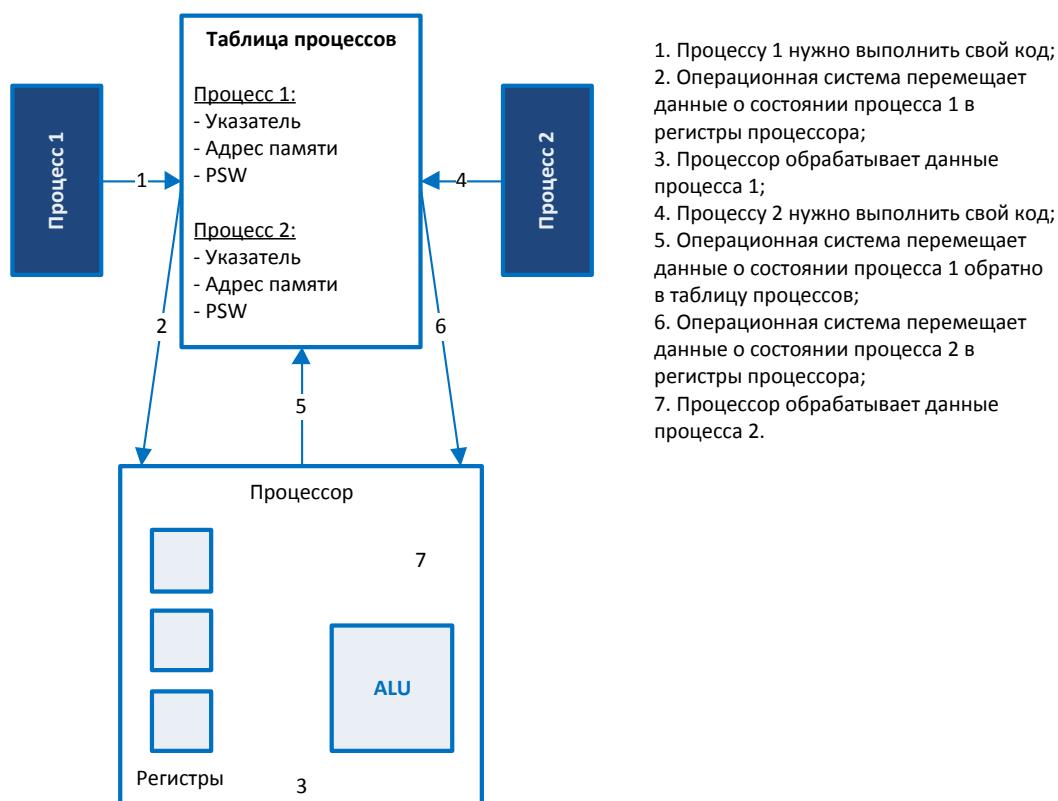 Таблица процессов
Процесс 1:
- Указатель
- Адрес памяти
- PSW
Процесс 2:
- Указатель
- Адрес памяти
- PSW
Процесс 1
Процесс 2
1
4
2
6
5
Процессор
7
ALU
Регистры
3
1. Процессу 1 нужно выполнить свой код;
2. Операционная система перемещает
данные о состоянии процесса 1 в
регистры процессора;
3. Процессор обрабатывает данные
процесса 1;
4. Процессу 2 нужно выполнить свой код;
5. Операционная система перемещает
данные о состоянии процесса 1 обратно
в таблицу процессов;
6. Операционная система перемещает
данные о состоянии процесса 2 в
регистры процессора;
7. Процессор обрабатывает данные
процесса 2.